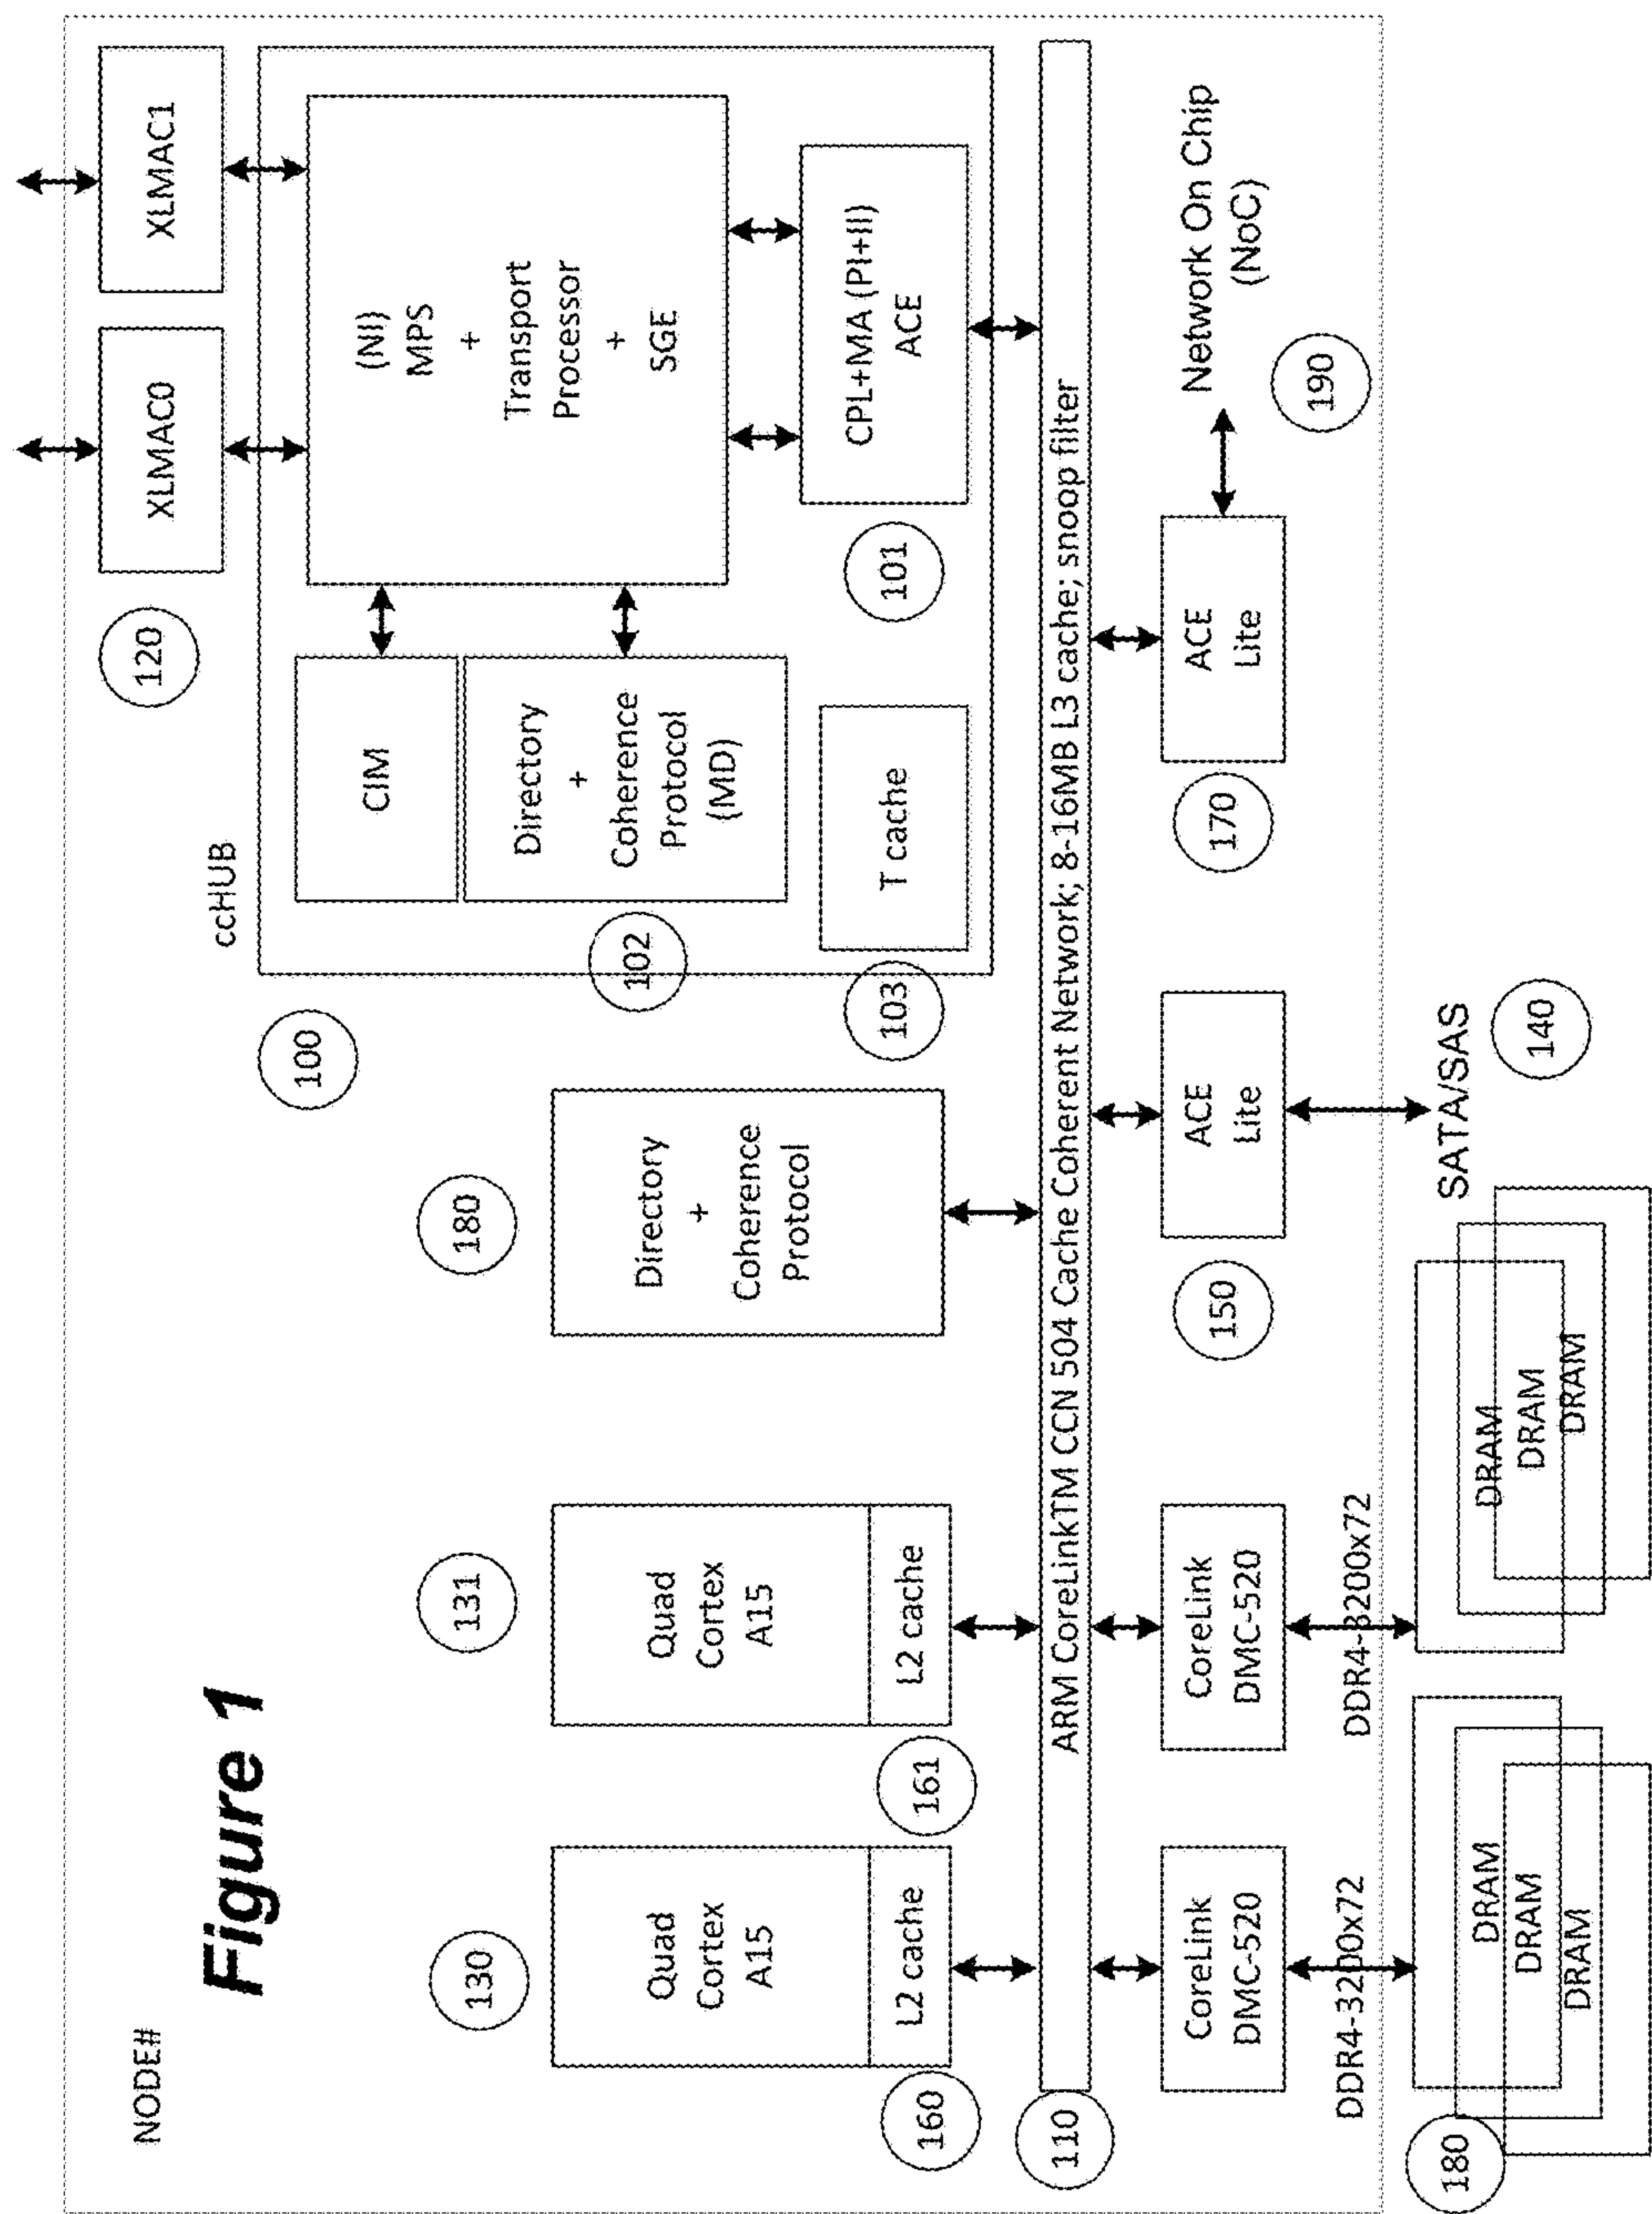 NODE#
Figure 1
130
Quad
Cortex
A15
L2 cache
160
131
Quad
Cortex
A15
L2 cache
161
180
Directory
+
Coherence
Protocol
100
ccHUB
120
XLMAC0
XLMAC1
CIM
Directory
+
Coherence
Protocol
(MD)
102
T cache
103
(NI)
MPS
+
Transport
Processor
+
SGE
CPL+MA (PI+II)
ACE
101
110
ARM CoreLinkTM CCN 504 Cache Coherent Network; 8-16MB L3 cache; snoop filter
CoreLink
DMC-520
DDR4-3200x72
CoreLink
DMC-520
DDR4-3200x72
150
ACE
Lite
170
ACE
Lite
Network On Chip
(NoC)
190
SATA/SAS
140
180
DRAM
DRAM
DRAM
DRAM
DRAM
DRAM